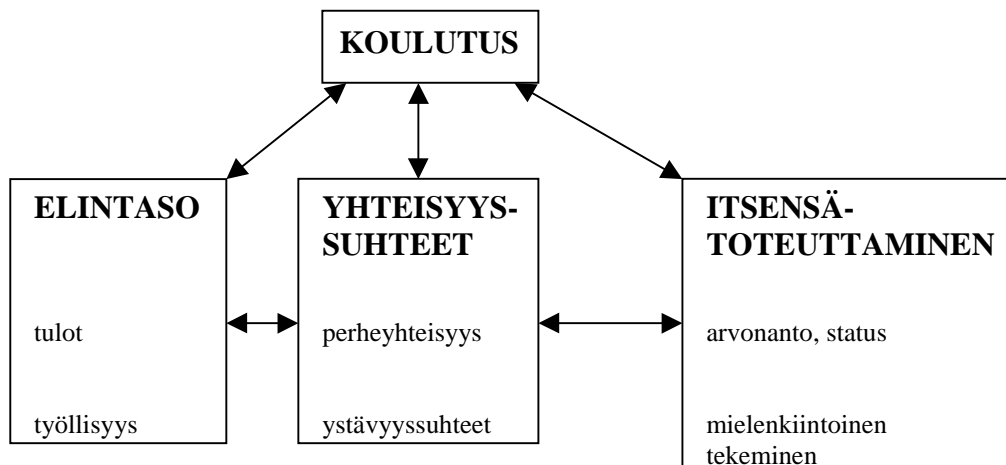 KOULUTUS
ELINTASO
tulot
työllisyys
YHTEISYYS-
SUHTEET
perheyhteisyys
ystävyyssuhteet
ITSENSÄ-
TOTEUTTAMINEN
arvonanto, status
mielenkiintoinen
tekeminen